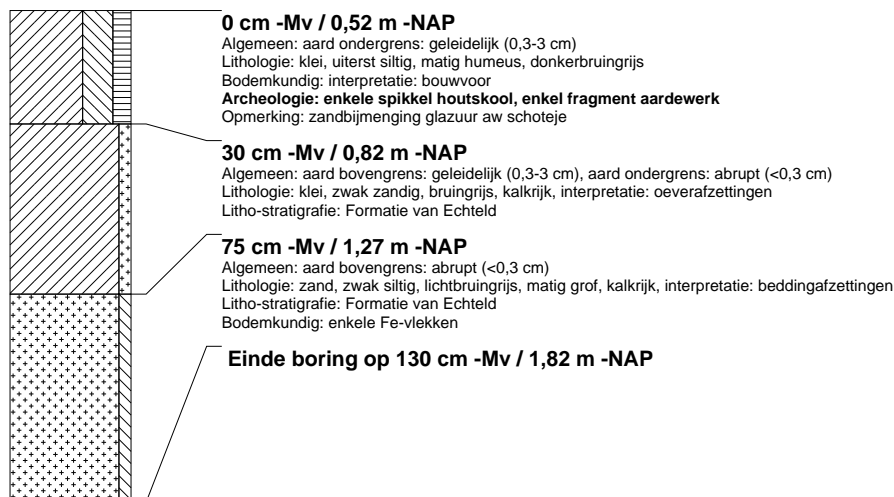 0 cm -Mv / 0,52 m -NAP
Algemeen: aard ondergrens: geleidelijk (0,3-3 cm)
Lithologie: klei, uiterst siltig, matig humeus, donkerbruingrijs
Bodemkundig: interpretatie: bouwvoor
Archeologie: enkele spikkel houtskool, enkel fragment aardewerk
Opmerking: zandbijmenging glazuur aw schoteje
30 cm -Mv / 0,82 m -NAP
Algemeen: aard bovengrens: geleidelijk (0,3-3 cm), aard ondergrens: abrupt (<0,3 cm)
Lithologie: klei, zwak zandig, bruingrijs, kalkrijk, interpretatie: oeverafzettingen
Litho-stratigrafie: Formatie van Echteld
75 cm -Mv / 1,27 m -NAP
Algemeen: aard bovengrens: abrupt (<0,3 cm)
Lithologie: zand, zwak siltig, lichtbruingrijs, matig grof, kalkrijk, interpretatie: beddingafzettingen
Litho-stratigrafie: Formatie van Echteld
Bodemkundig: enkele Fe-vlekken
Einde boring op 130 cm -Mv / 1,82 m -NAP